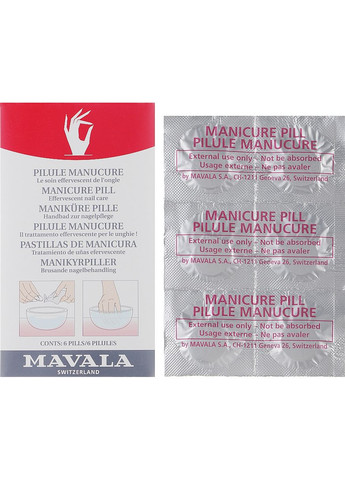 PILULE MANUCURE
Le soin effervescent de l'ongle
MANICURE PILL
Effervescent nail care
MANIKÜRE PILLE
Handbad zur nagelpflege
PILULE MANUCURE
Il trattamento effervescente per le unghie !
PASTILLAS DE MANICURA
Tratamiento de uñas efervescente
MANIKYRPILLER
Brusande nagelbehandling
CONTS: 6 PILLS/6 PILULES
MAVALA
SWITZERLAND
MANICURE PILL
PILULE MANUCURE
External use only - Not be absorbed
Usage externe - Ne pas avaler
by MAVALA S.A., CH-1211 Geneva 26, Switzerland
MANICURE PILL
PILULE MANUCURE
External use only - Not be absorbed
Usage externe - Ne pas avaler
by MAVALA S.A., CH-1211 Geneva 26, Switzerland
MANICURE PILL
PILULE MANUCURE
External use only - Not be absorbed
Usage externe - Ne pas avaler
by MAVALA S.A., CH-1211 Geneva 26, Switzerland